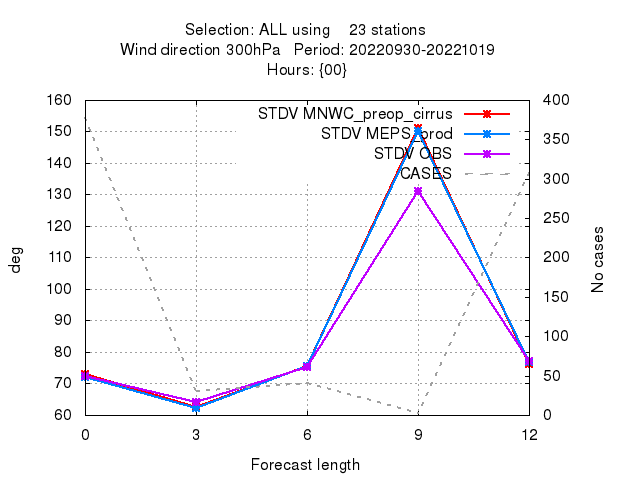 Selection: ALL using 23 stations
Wind direction 300hPa Period: 20220930-20221019
Hours: {00}
STDV MNWC_preop_cirrus
STDV MEPS_prod
STDV OBS
CASES
160
150
140
130
120
110
100
90
80
70
60
deg
400
350
300
250
200
150
100
50
0
No cases
0 3 6 9 12
Forecast length